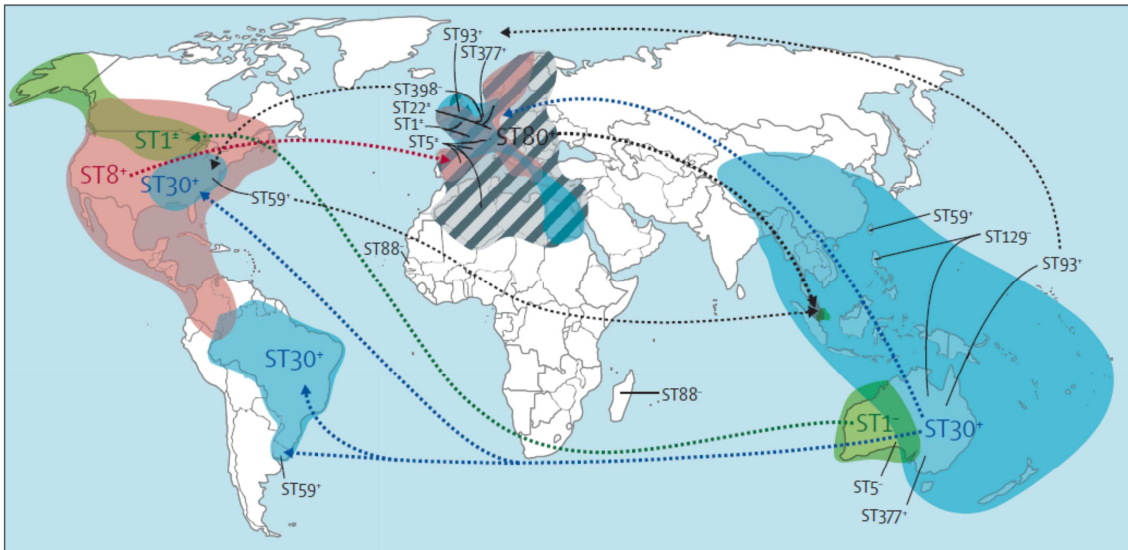 ST93⁺
ST377⁺
ST398⁻
ST22±
ST1±
ST5⁺
ST80⁺
ST1±
ST8⁺
ST30⁺
ST59⁺
ST88⁻
ST59⁺
ST129⁻
ST93⁺
ST30⁺
ST88⁻
ST1⁻
ST30⁺
ST5⁻
ST377⁺
ST59⁺